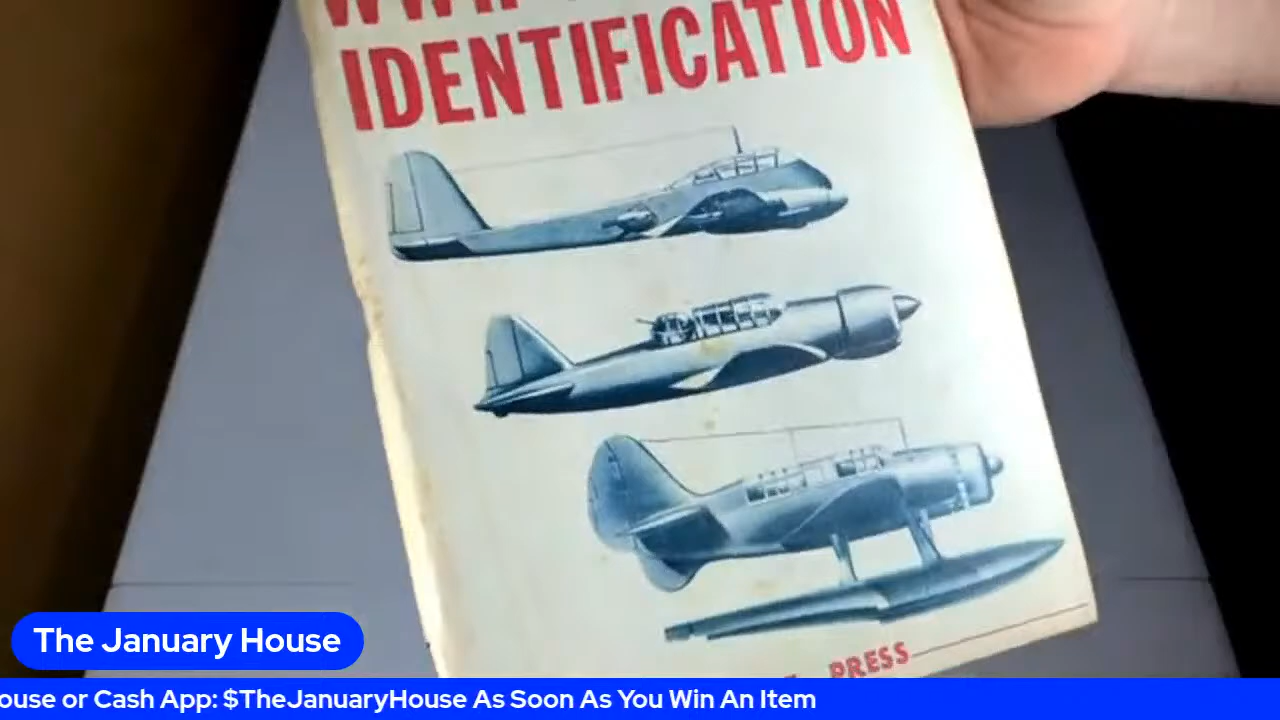 IDENTIFICATION
PRESS
The January House
ouse or Cash App: $TheJanuaryHouse As Soon As You Win An Item